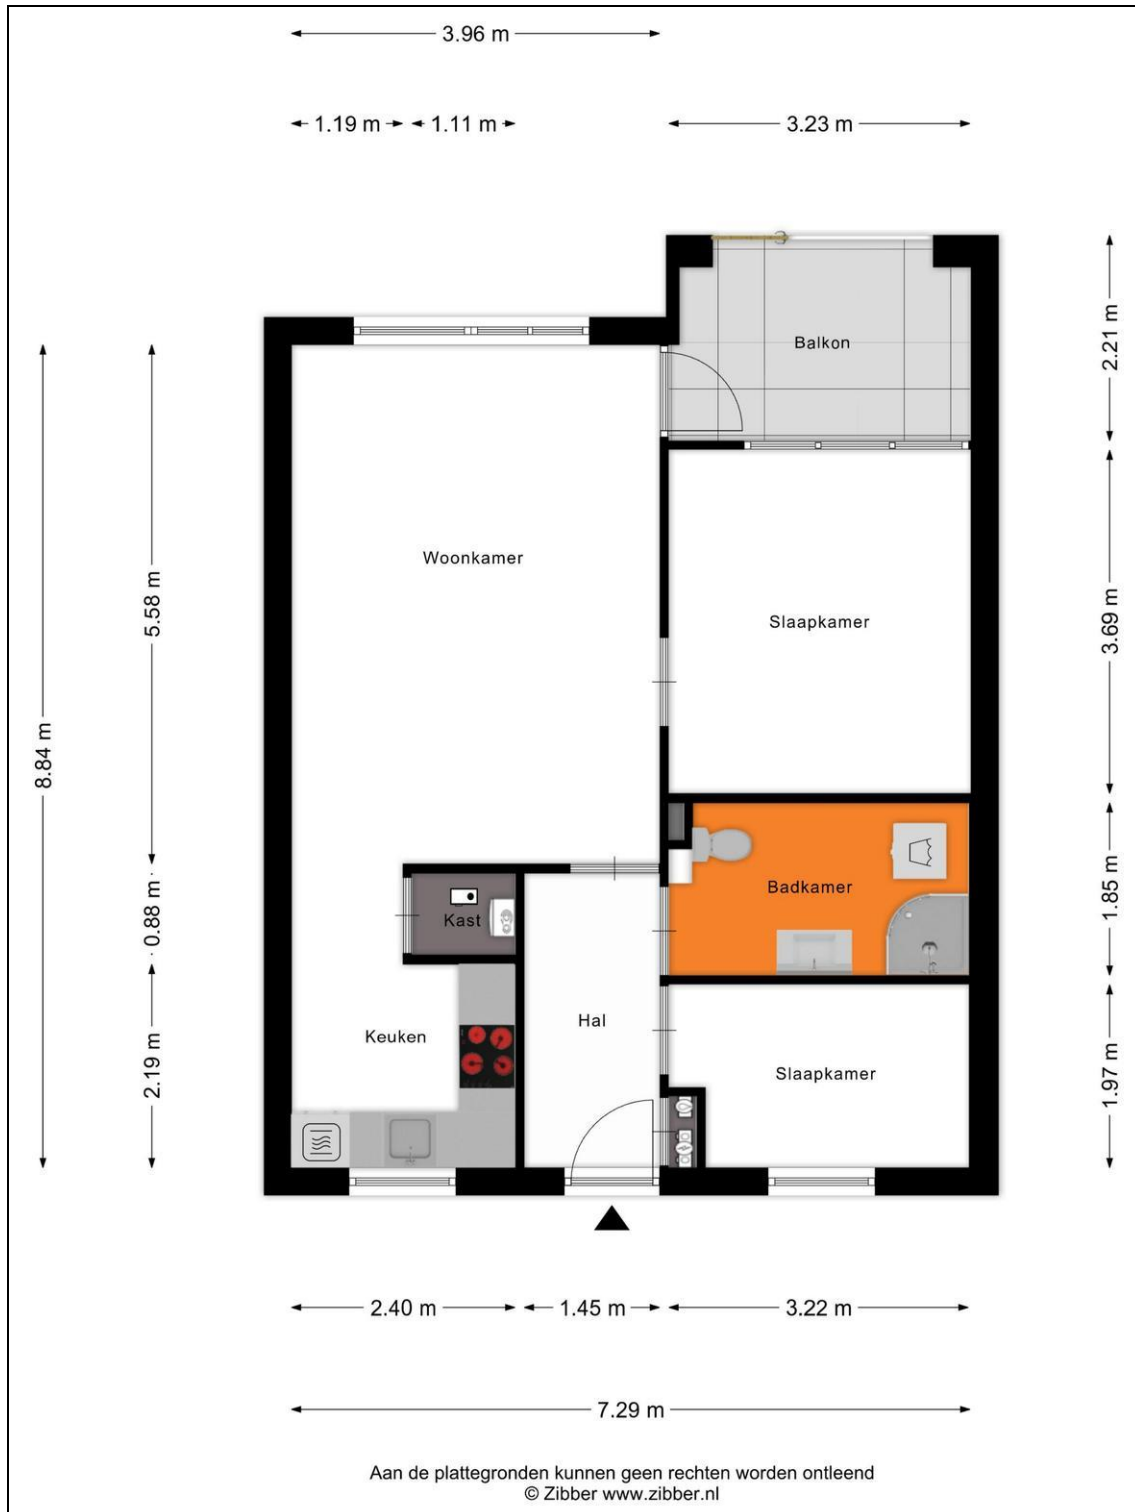 3.96 m
1.19 m
1.11 m
3.23 m
2.21 m
Balkon
5.58 m
8.84 m
Woonkamer
Slaapkamer
3.69 m
0.88 m
Kast
Badkamer
1.85 m
Hal
Keuken
2.19 m
Slaapkamer
1.97 m
2.40 m
1.45 m
3.22 m
7.29 m
Aan de plattegronden kunnen geen rechten worden ontleend
© Zibber www.zibber.nl